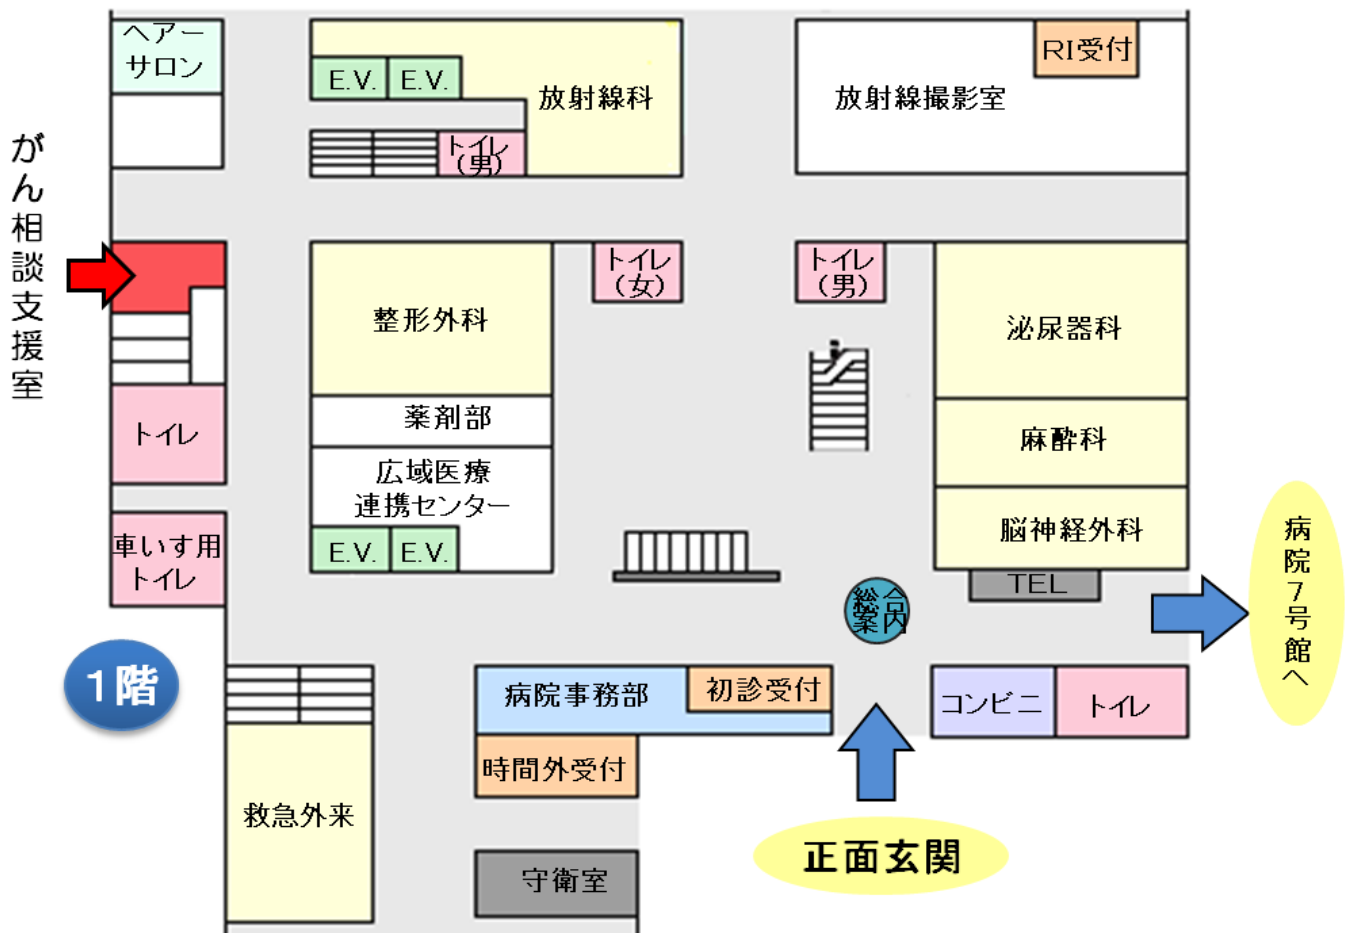 ヘアー
サロン
E.V.
E.V.
放射線科
トイレ
(男)
放射線撮影室
RI受付
がん相談支援室
整形外科
トイレ
(女)
トイレ
(男)
泌尿器科
薬剤部
麻酔科
トイレ
広域医療
連携センター
E.V.
E.V.
脳神経外科
TEL
車いす用
トイレ
総合
案内
病院7号館へ
1階
病院事務部
初診受付
コンビニ
トイレ
時間外受付
救急外来
正面玄関
守衛室